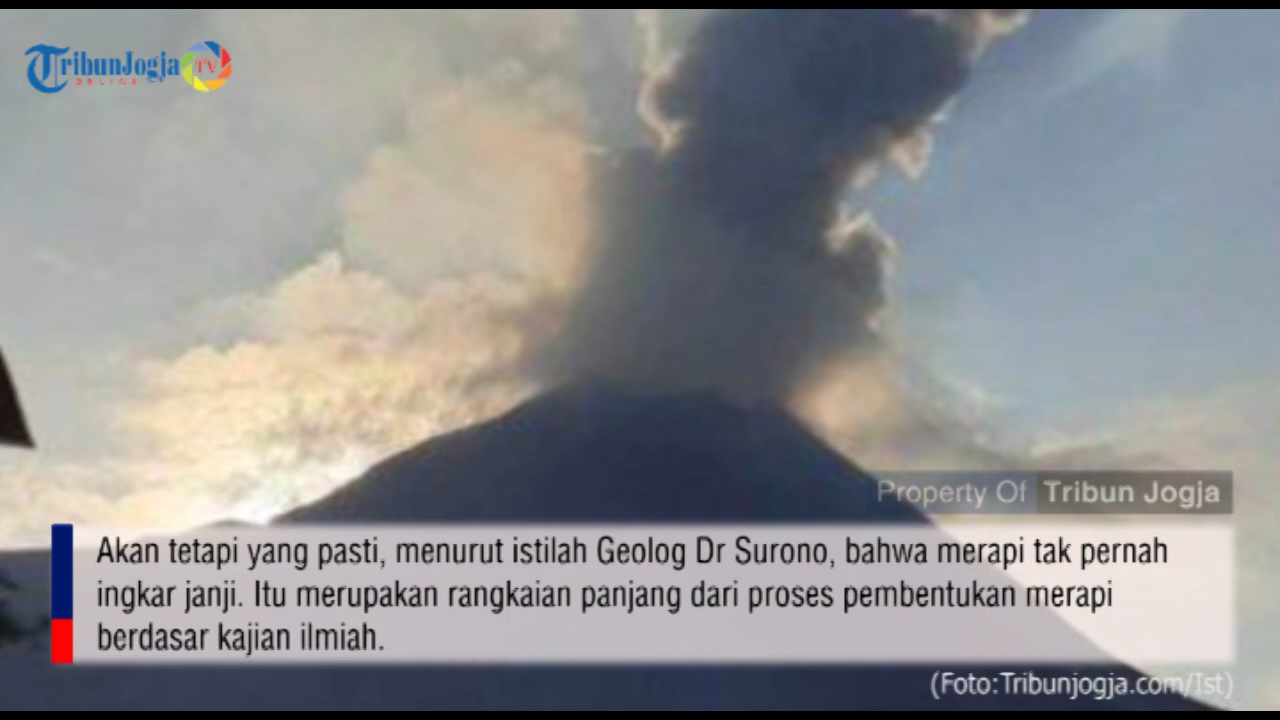 TribunJogja TV
ONLINE
Property Of Tribun Jogja
Akan tetapi yang pasti, menurut istilah Geolog Dr Surono, bahwa merapi tak pernah
ingkar janji. Itu merupakan rangkaian panjang dari proses pembentukan merapi
berdasar kajian ilmiah.
(Foto:Tribunjogja.com/Ist)